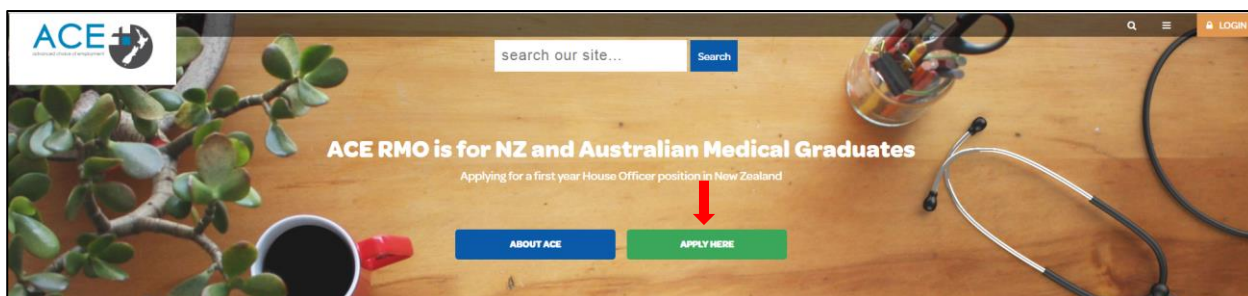 ACE
advanced choice of employment
LOGIN
search our site...
Search
ACE RMO is for NZ and Australian Medical Graduates
Applying for a first year House Officer position in New Zealand
ABOUT ACE
APPLY HERE